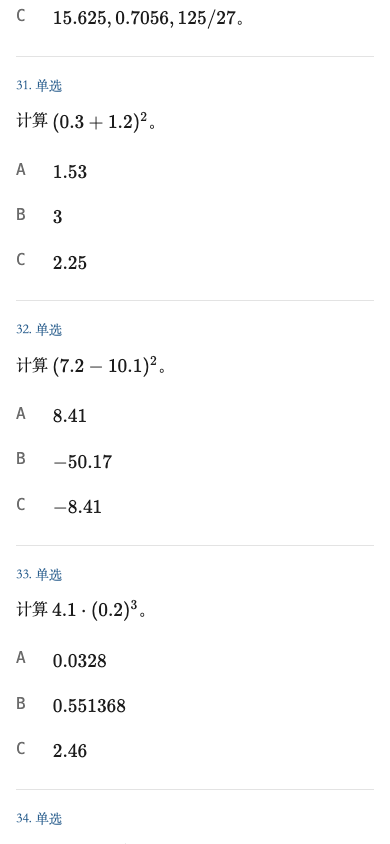 C 15.625, 0.7056, 125/27。
31. 单选
计算 (0.3 + 1.2)²。
A 1.53
B 3
C 2.25
32. 单选
计算 (7.2 − 10.1)²。
A 8.41
B −50.17
C −8.41
33. 单选
计算 4.1 · (0.2)³。
A 0.0328
B 0.551368
C 2.46
34. 单选